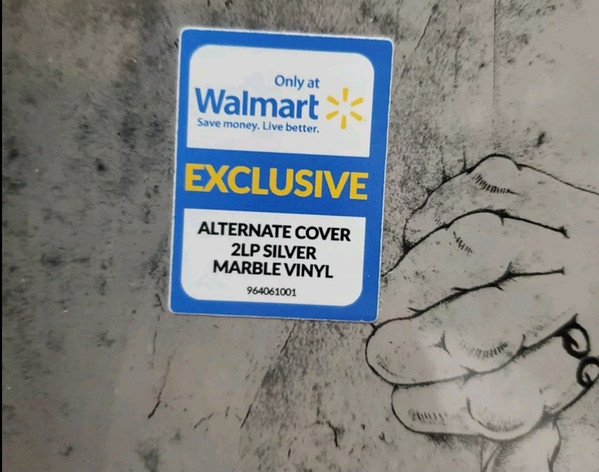 Only at
Walmart
Save money. Live better.
EXCLUSIVE
ALTERNATE COVER
2LP SILVER
MARBLE VINYL
964061001